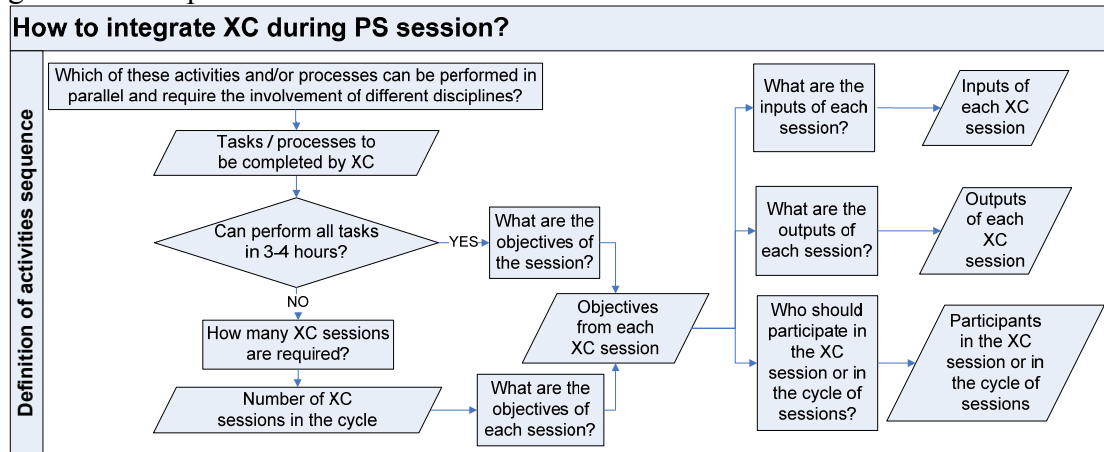 How to integrate XC during PS session?
Definition of activities sequence
Which of these activities and/or processes can be performed in
parallel and require the involvement of different disciplines?
Tasks / processes to
be completed by XC
Can perform all tasks
in 3-4 hours?
YES
NO
What are the
objectives of
the session?
How many XC sessions
are required?
Number of XC
sessions in the cycle
What are the
objectives of
each session?
Objectives
from each
XC session
What are the
inputs of each
session?
Inputs of
each XC
session
What are the
outputs of
each session?
Outputs
of each
XC
session
Who should
participate in
the XC
session or in
the cycle of
sessions?
Participants
in the XC
session or in
the cycle of
sessions